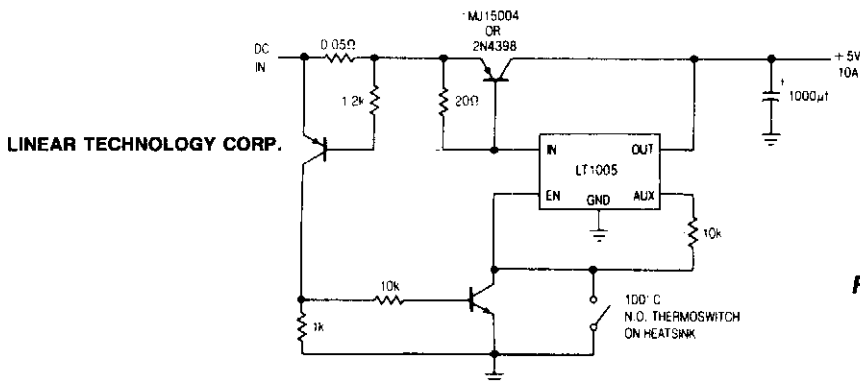 MJ15004
OR
2N4398
DC
IN
0.05Ω
+5V
10A
1.2k
20Ω
+
1000µf
LINEAR TECHNOLOGY CORP.
IN
OUT
LT1005
EN
GND
AUX
10k
10k
1k
100°C
N.O. THERMOSWITCH
ON HEATSINK
F